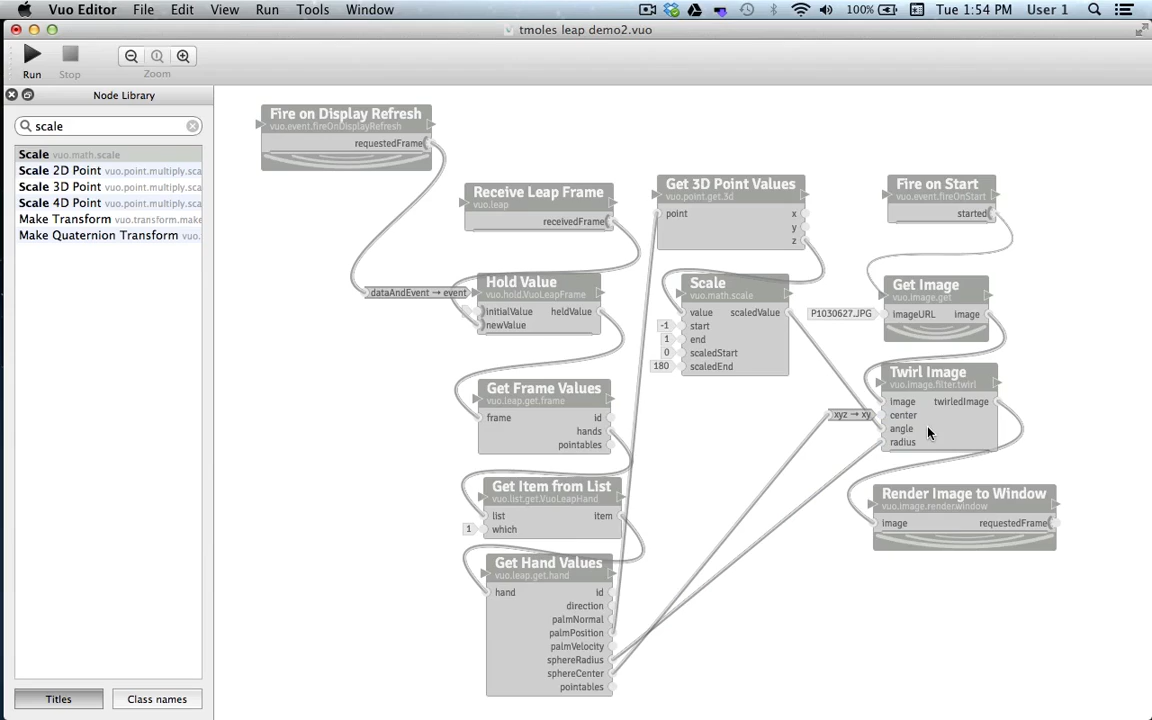 Vuo Editor File Edit View Run Tools Window 100% Tue 1:54 PM User 1
tmoles leap demo2.vuo
Run Stop Zoom
Node Library
scale
Scale vuo.math.scale
Scale 2D Point vuo.point.multiply.sca
Scale 3D Point vuo.point.multiply.sca
Scale 4D Point vuo.point.multiply.sca
Make Transform vuo.transform.make
Make Quaternion Transform vuo.
Titles Class names
Fire on Display Refresh
vuo.event.fireOnDisplayRefresh
requestedFrame
Receive Leap Frame
vuo.leap
receivedFrame
dataAndEvent → event
Hold Value
vuo.hold.VuoLeapFrame
initialValue heldValue
newValue
Get Frame Values
vuo.leap.get.frame
frame id
hands
pointables
Get Item from List
vuo.list.get.VuoLeapHand
list item
1 which
Get Hand Values
vuo.leap.get.hand
hand id
direction
palmNormal
palmPosition
palmVelocity
sphereRadius
sphereCenter
pointables
Get 3D Point Values
vuo.point.get.3d
point x
y
z
Scale
vuo.math.scale
value scaledValue
-1 start
1 end
0 scaledStart
180 scaledEnd
Fire on Start
vuo.event.fireOnStart
started
Get Image
vuo.image.get
P1030627.JPG imageURL image
Twirl Image
vuo.image.filter.twirl
image twirledImage
xyz → xy center
angle
radius
Render Image to Window
vuo.image.render.window
image requestedFrame